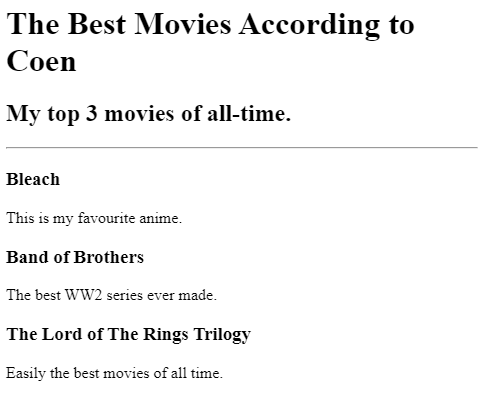 The Best Movies According to
Coen
My top 3 movies of all-time.
Bleach
This is my favourite anime.
Band of Brothers
The best WW2 series ever made.
The Lord of The Rings Trilogy
Easily the best movies of all time.